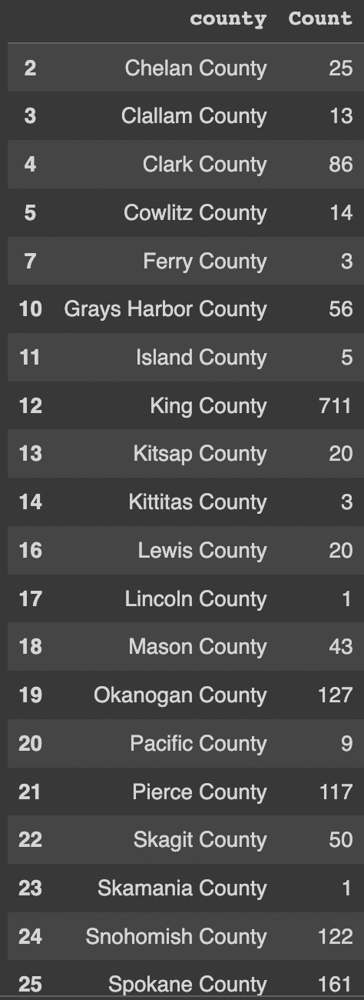 county Count
2 Chelan County 25
3 Clallam County 13
4 Clark County 86
5 Cowlitz County 14
7 Ferry County 3
10 Grays Harbor County 56
11 Island County 5
12 King County 711
13 Kitsap County 20
14 Kittitas County 3
16 Lewis County 20
17 Lincoln County 1
18 Mason County 43
19 Okanogan County 127
20 Pacific County 9
21 Pierce County 117
22 Skagit County 50
23 Skamania County 1
24 Snohomish County 122
25 Spokane County 161